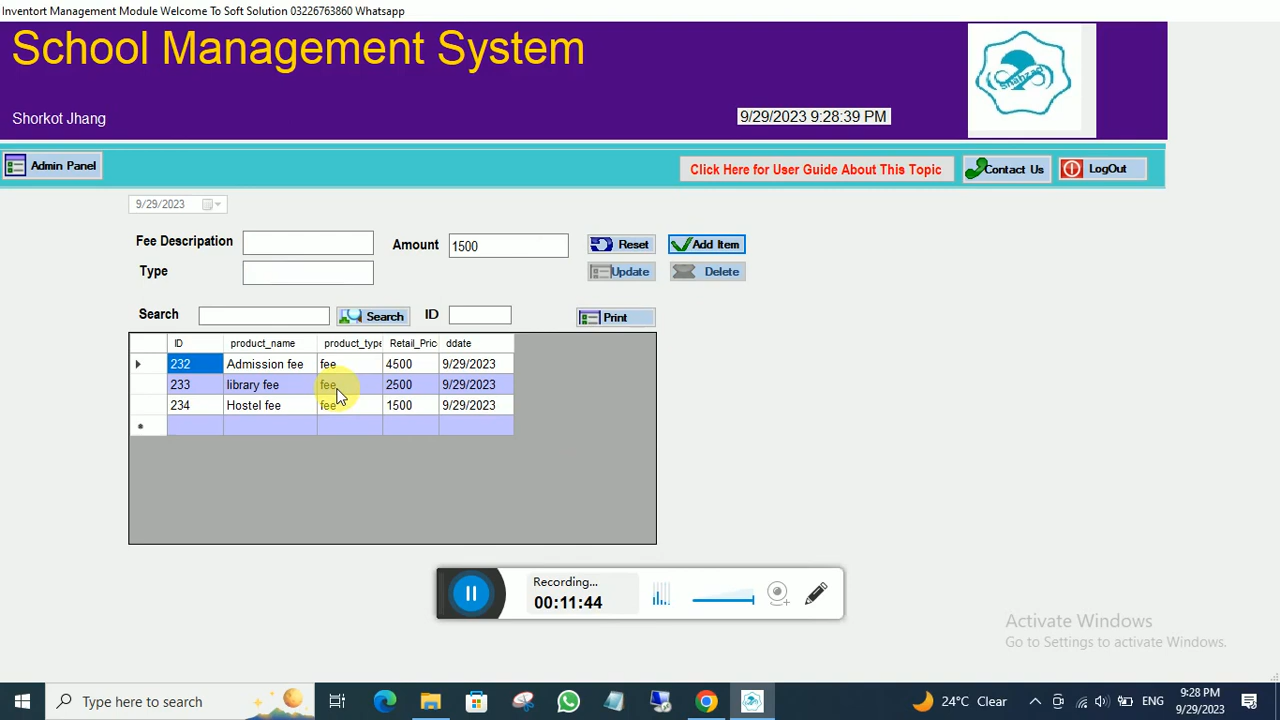 Inventort Management Module Welcome To Soft Solution 03226763860 Whatsapp
School Management System
Shorkot Jhang
9/29/2023 9:28:39 PM
Shahzad
Admin Panel
Click Here for User Guide About This Topic
Contact Us
LogOut
9/29/2023
Fee Descripation
Amount 1500
Reset
Add Item
Type
Update
Delete
Search
Search
ID
Print
ID product_name product_type Retail_Pric ddate
232 Admission fee fee 4500 9/29/2023
233 library fee fee 2500 9/29/2023
234 Hostel fee fee 1500 9/29/2023
Recording...
00:11:44
Activate Windows
Go to Settings to activate Windows.
Type here to search
24°C Clear
ENG
9:28 PM
9/29/2023